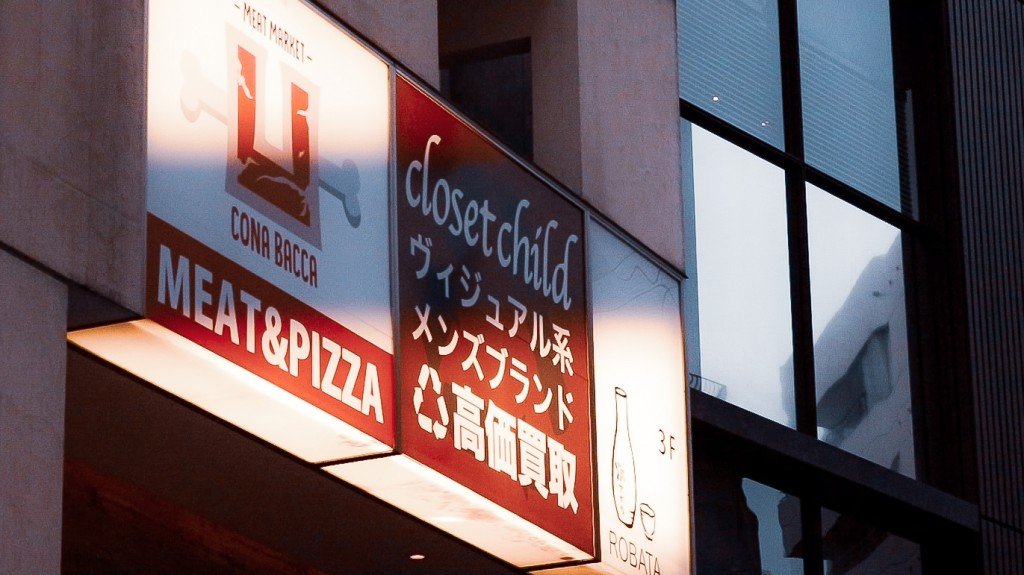 – MEAT MARKET –
CONA BACCA
MEAT&PIZZA
closet child
ヴィジュアル系
メンズブランド
高価買取
3F
ROBATA